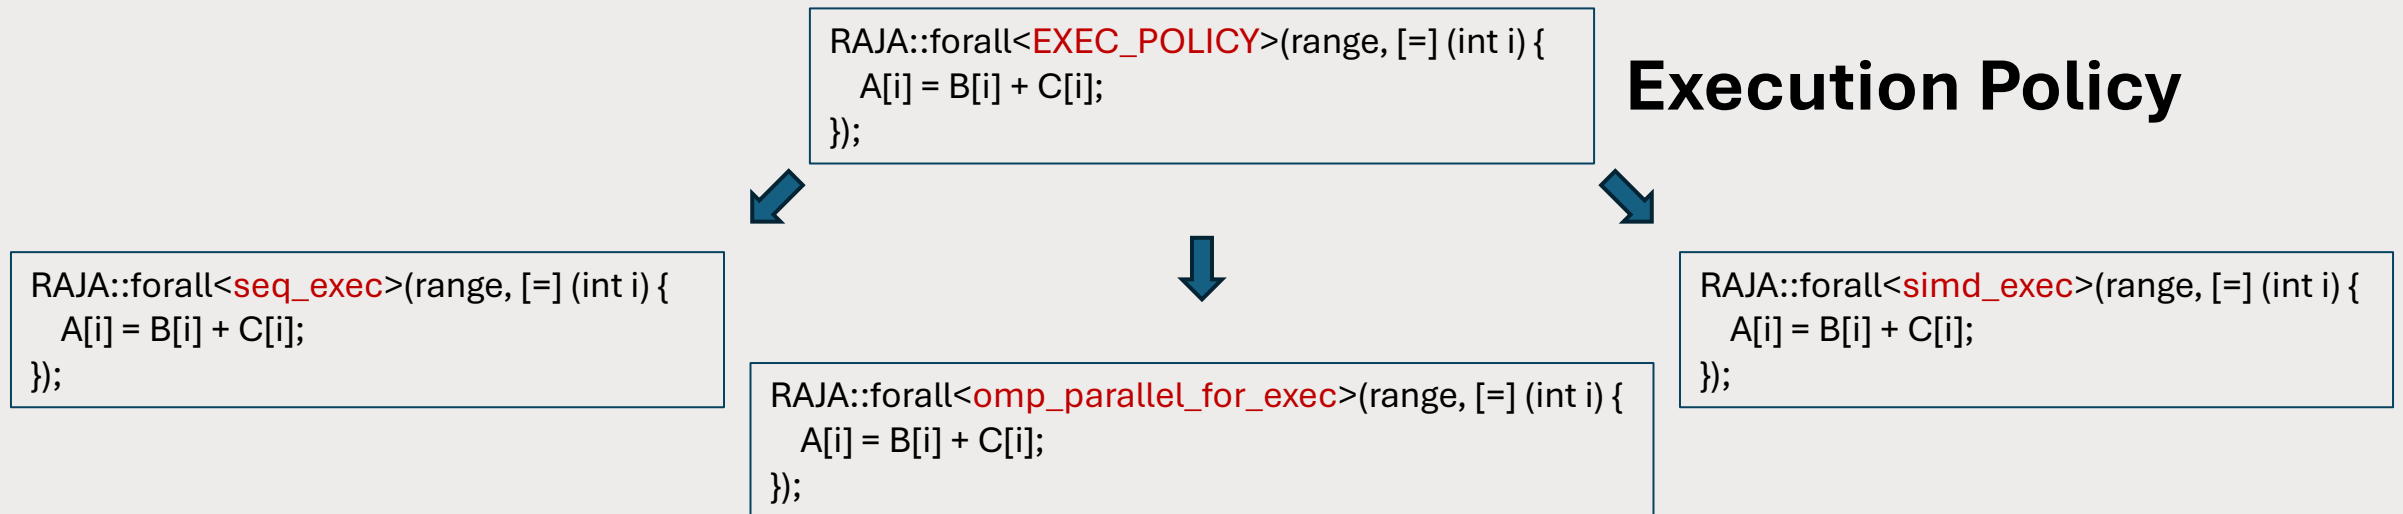 RAJA::forall<EXEC_POLICY>(range, [=] (int i) {
A[i] = B[i] + C[i];
});
Execution Policy
RAJA::forall<seq_exec>(range, [=] (int i) {
A[i] = B[i] + C[i];
});
RAJA::forall<omp_parallel_for_exec>(range, [=] (int i) {
A[i] = B[i] + C[i];
});
RAJA::forall<simd_exec>(range, [=] (int i) {
A[i] = B[i] + C[i];
});